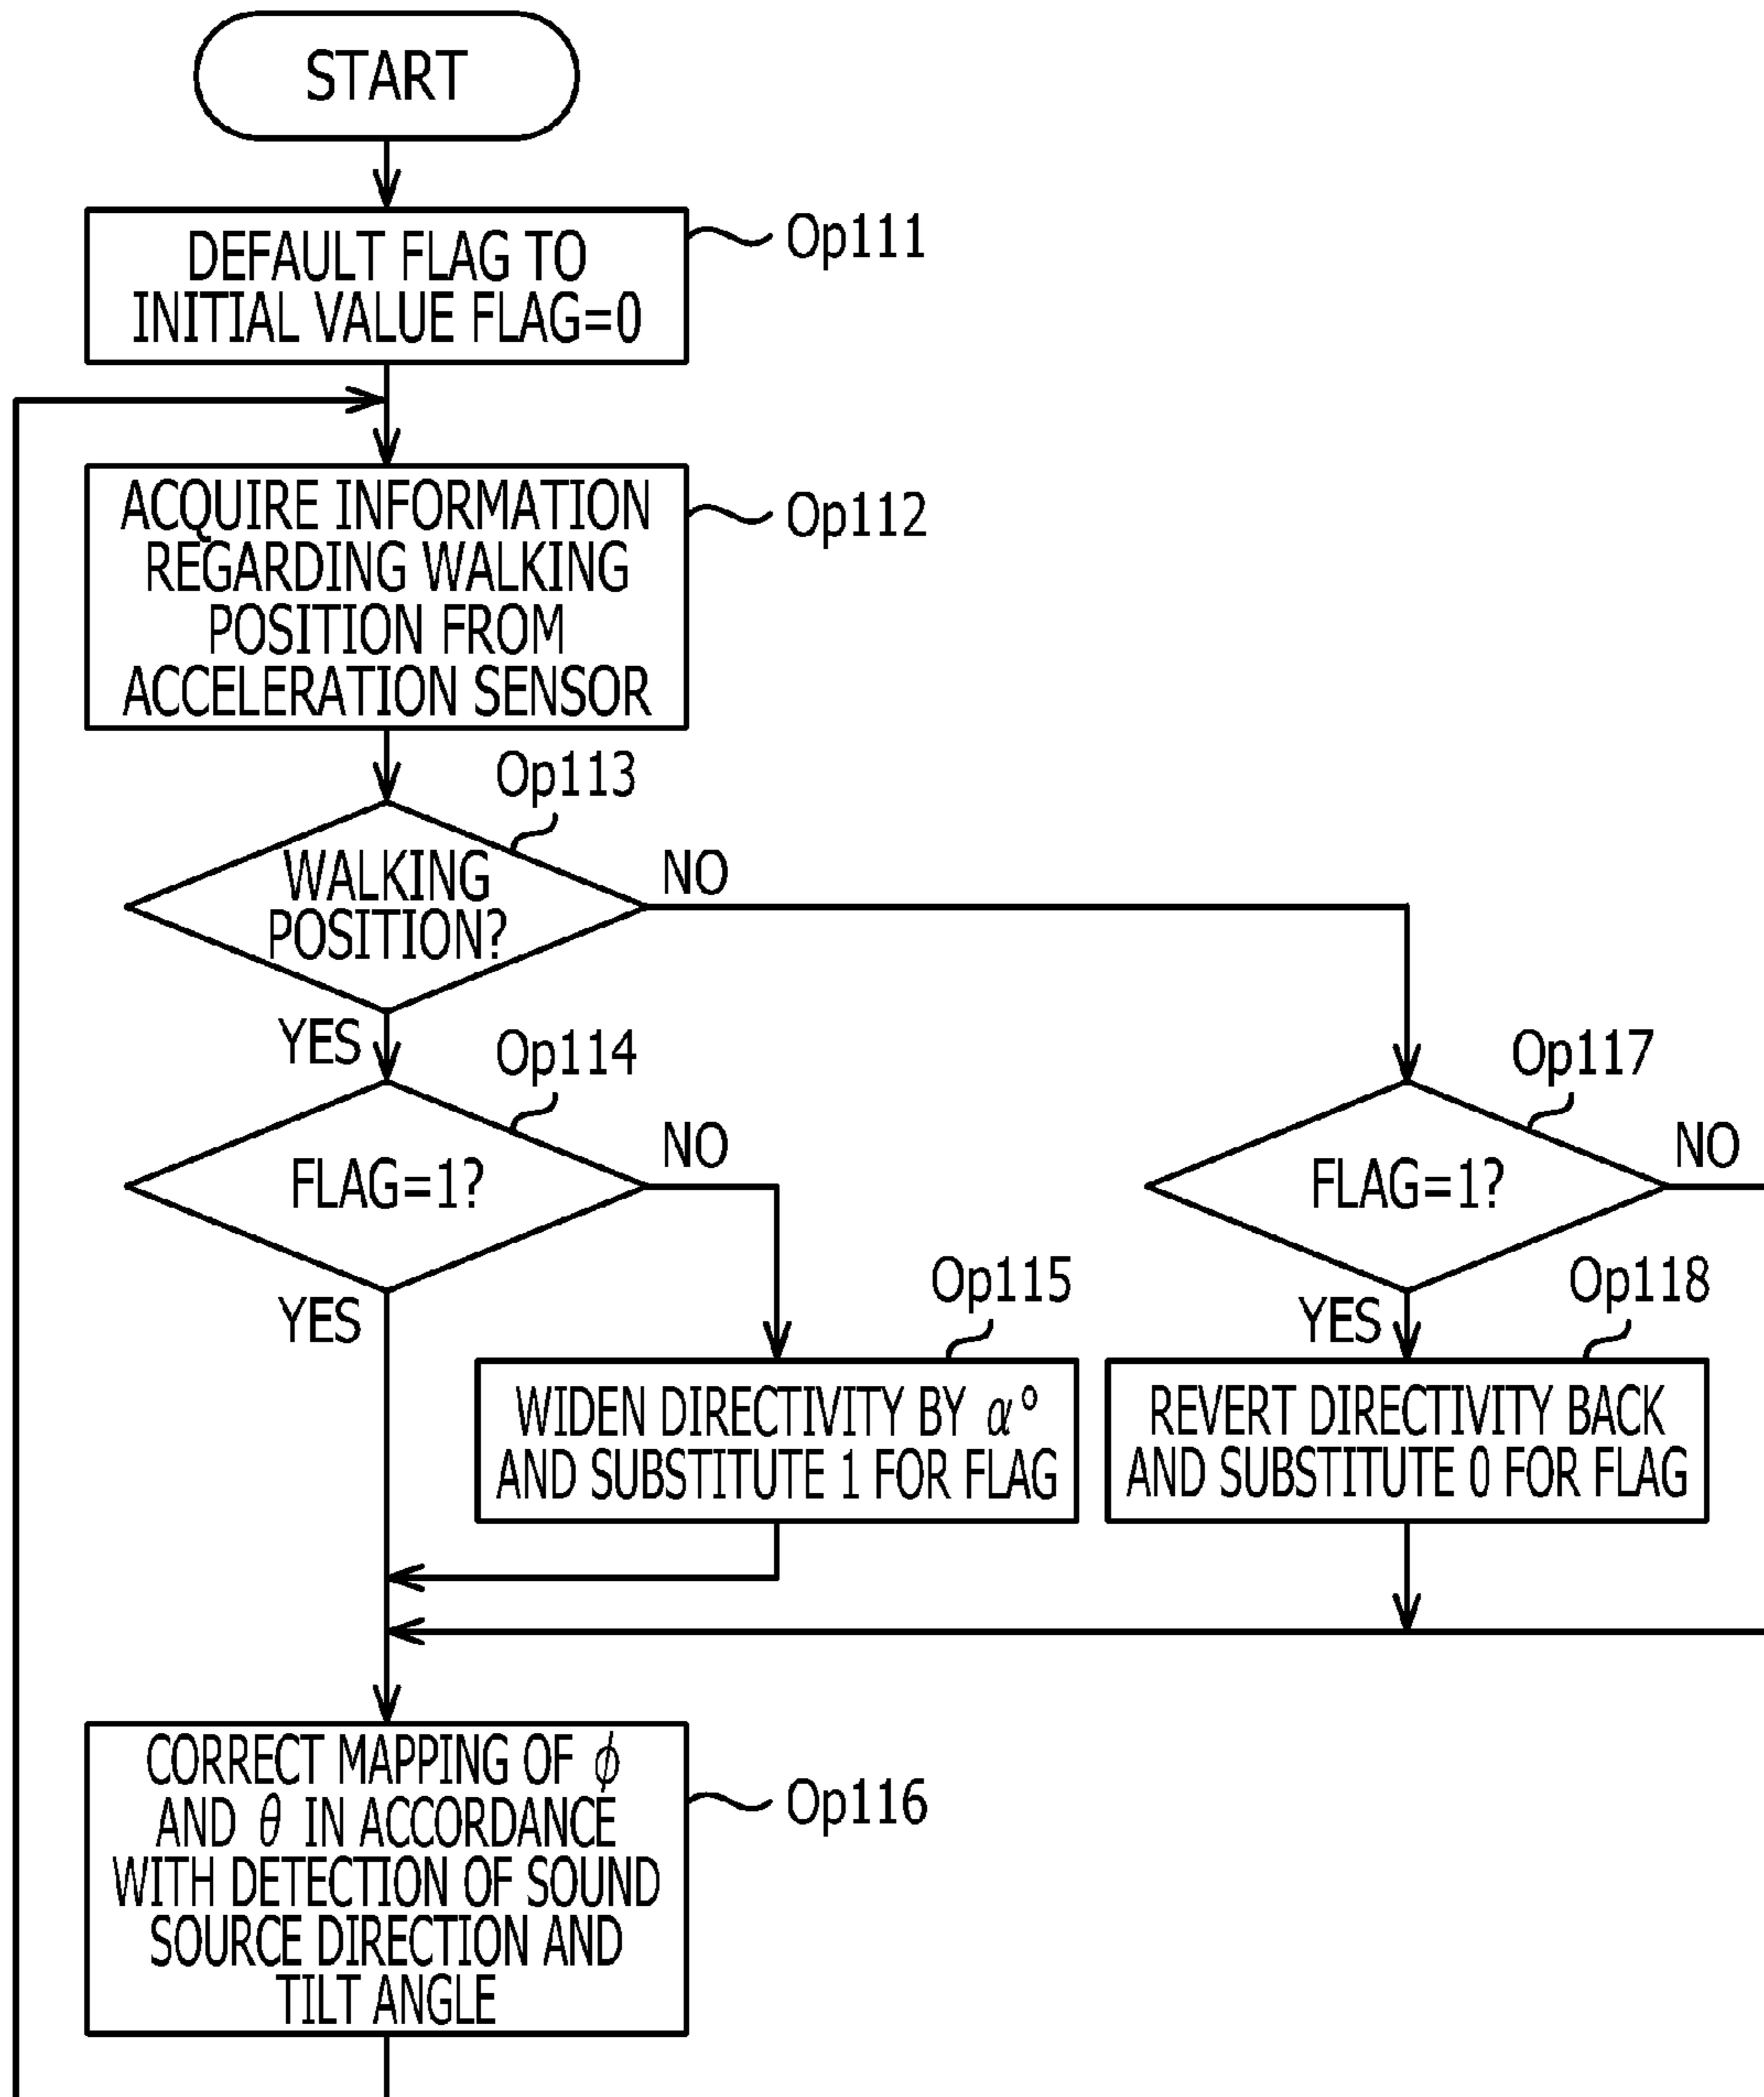 START
DEFAULT FLAG TO
INITIAL VALUE FLAG=0
Op111
ACQUIRE INFORMATION
REGARDING WALKING
POSITION FROM
ACCELERATION SENSOR
Op112
Op113
WALKING
POSITION?
NO
YES
Op114
FLAG=1?
NO
YES
Op117
FLAG=1?
NO
YES
Op115
WIDEN DIRECTIVITY BY α°
AND SUBSTITUTE 1 FOR FLAG
Op118
REVERT DIRECTIVITY BACK
AND SUBSTITUTE 0 FOR FLAG
CORRECT MAPPING OF ϕ
AND θ IN ACCORDANCE
WITH DETECTION OF SOUND
SOURCE DIRECTION AND
TILT ANGLE
Op116